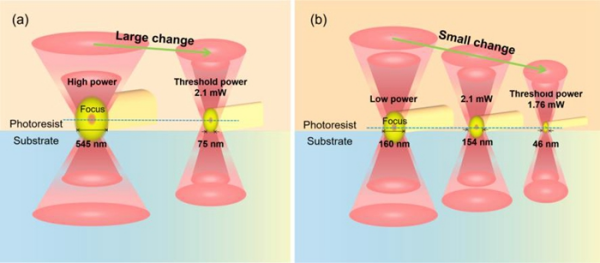 (a)
Large change
High power
Threshold power
2.1 mW
Focus
Photoresist
Substrate
545 nm
75 nm
(b)
Small change
Low power
2.1 mW
Threshold power
1.76 mW
Focus
Photoresist
Substrate
160 nm
154 nm
46 nm